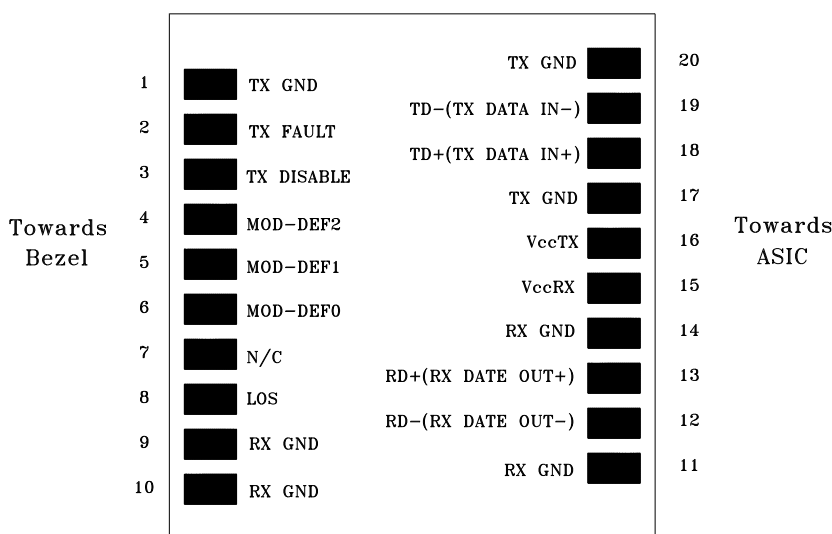 Towards
Bezel
1 TX GND
2 TX FAULT
3 TX DISABLE
4 MOD-DEF2
5 MOD-DEF1
6 MOD-DEF0
7 N/C
8 LOS
9 RX GND
10 RX GND
TX GND 20
TD-(TX DATA IN-) 19
TD+(TX DATA IN+) 18
TX GND 17
VccTX 16
VccRX 15
RX GND 14
RD+(RX DATE OUT+) 13
RD-(RX DATE OUT-) 12
RX GND 11
Towards
ASIC